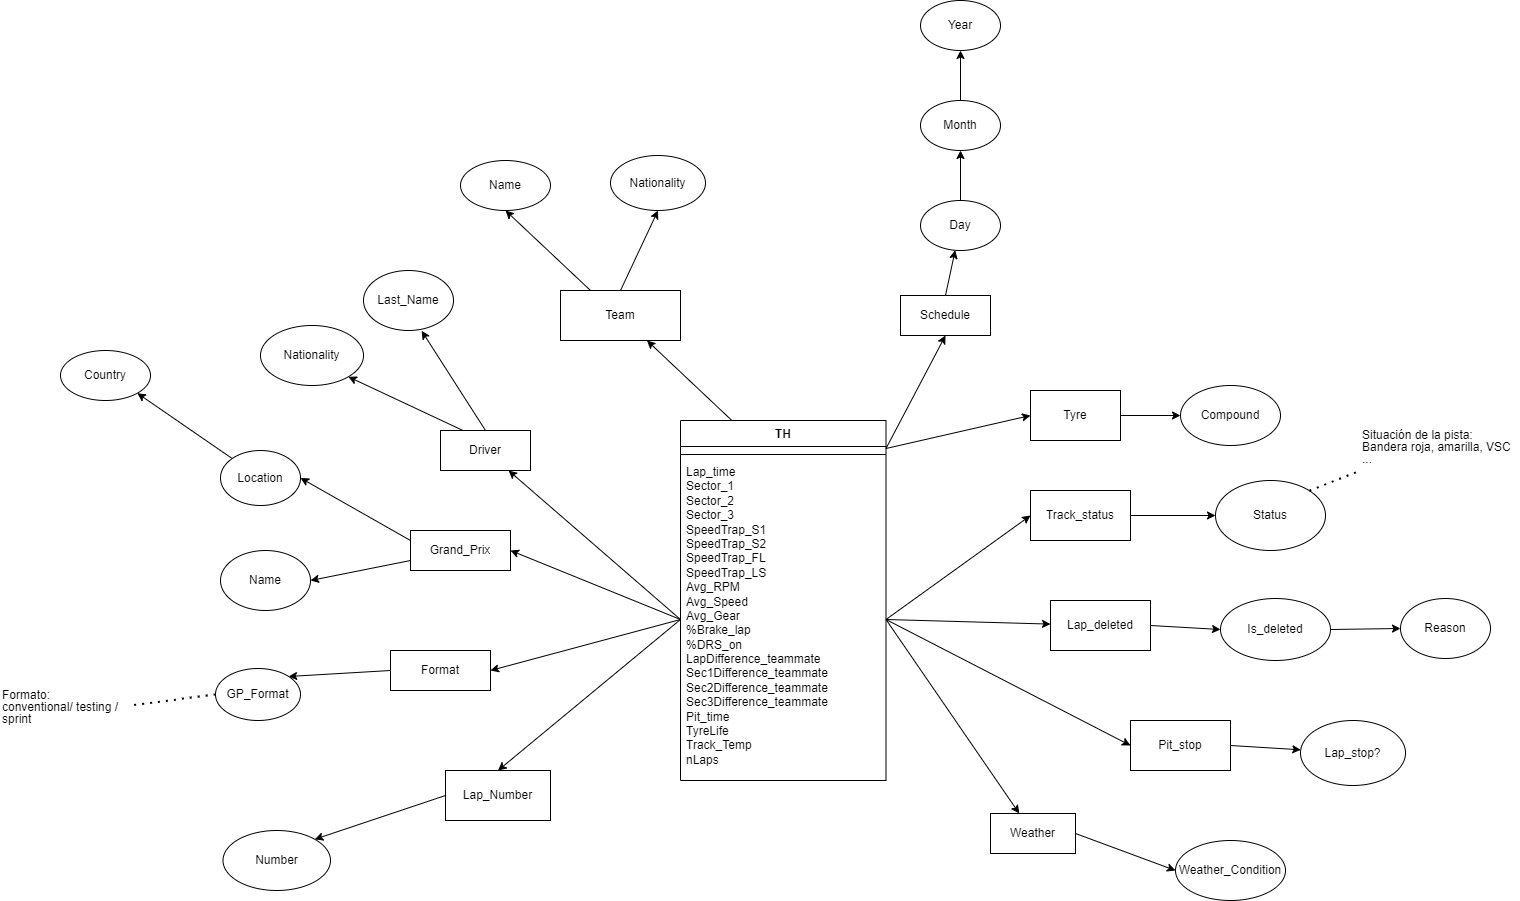 Year
Month
Name
Nationality
Day
Last_Name
Team
Schedule
Nationality
Country
Tyre
Compound
TH
Situación de la pista:
Bandera roja, amarilla, VSC
...
Driver
Location
Lap_time
Sector_1
Sector_2
Sector_3
SpeedTrap_S1
SpeedTrap_S2
SpeedTrap_FL
SpeedTrap_LS
Avg_RPM
Avg_Speed
Avg_Gear
%Brake_lap
%DRS_on
LapDifference_teammate
Sec1Difference_teammate
Sec2Difference_teammate
Sec3Difference_teammate
Pit_time
TyreLife
Track_Temp
nLaps
Track_status
Status
Grand_Prix
Name
Lap_deleted
Is_deleted
Reason
Format
GP_Format
Formato:
conventional/ testing /
sprint
Pit_stop
Lap_stop?
Lap_Number
Number
Weather
Weather_Condition